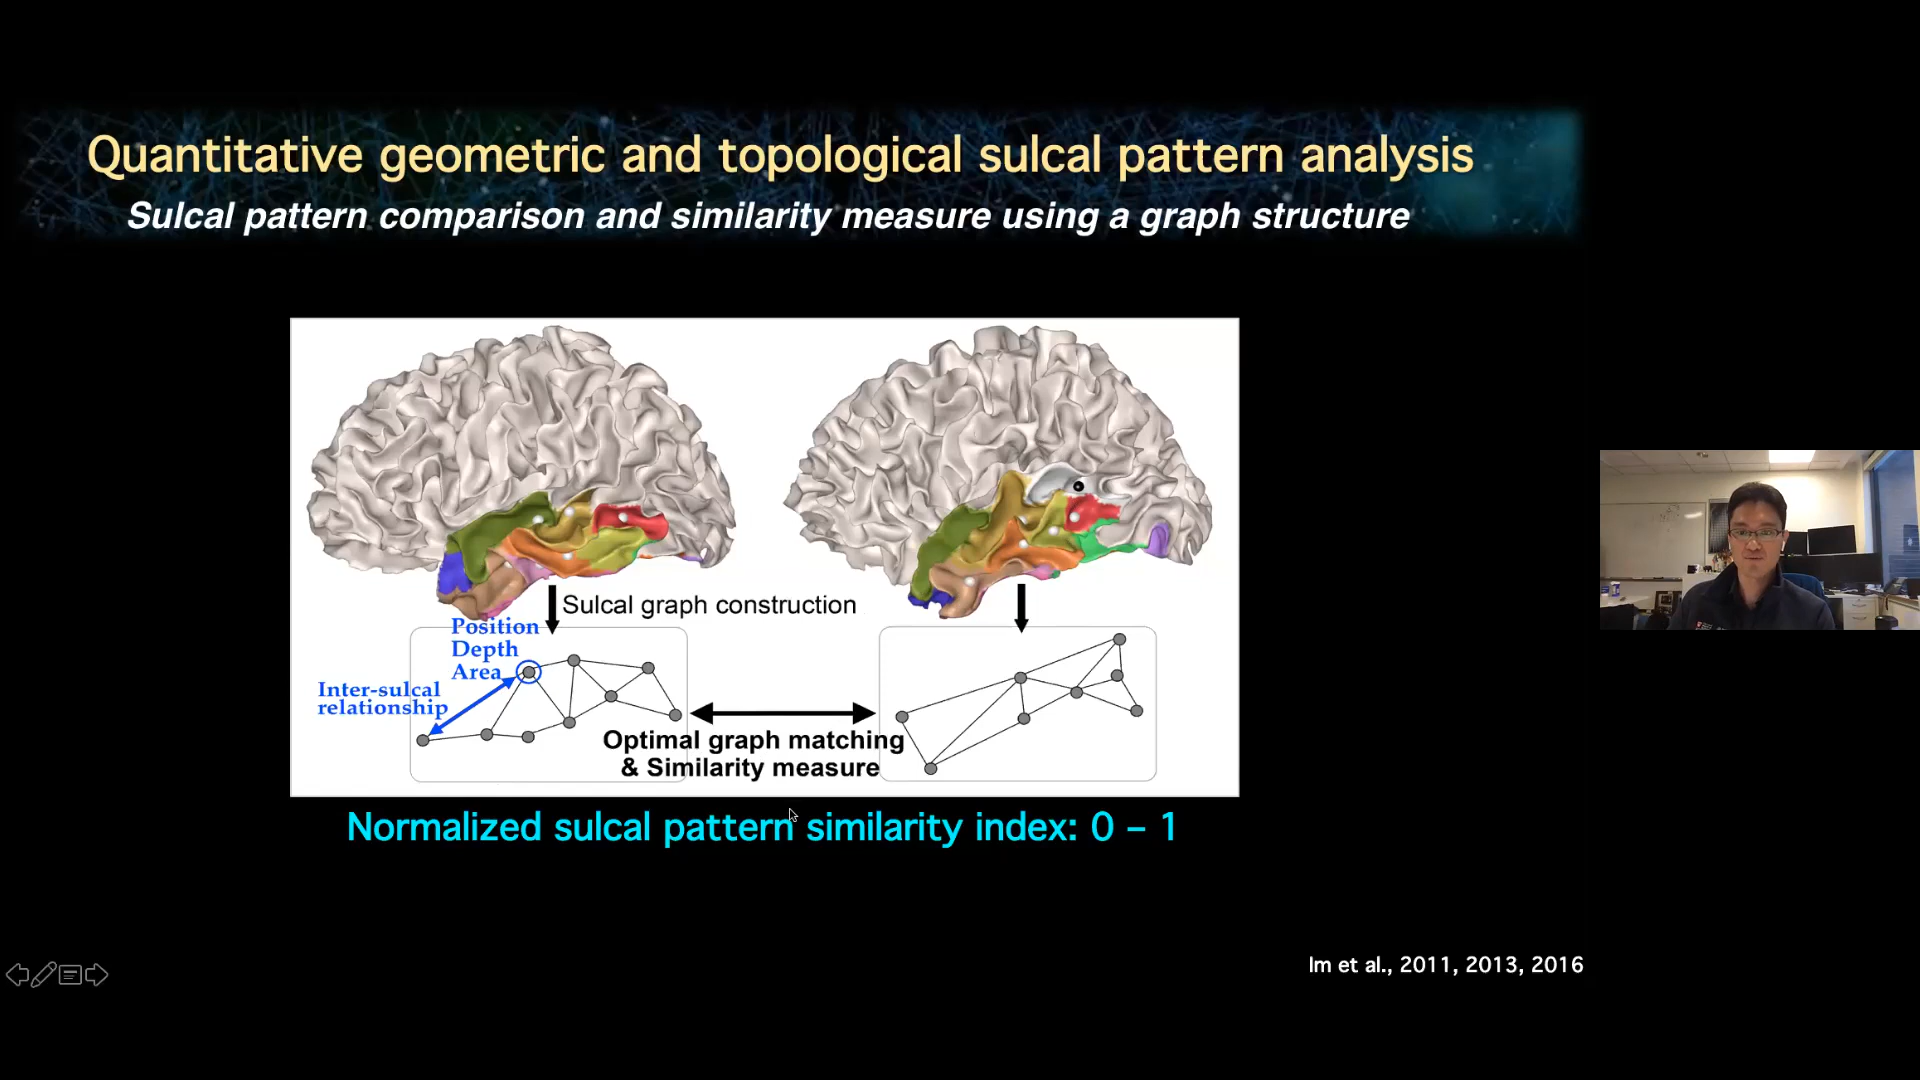 Quantitative geometric and topological sulcal pattern analysis
Sulcal pattern comparison and similarity measure using a graph structure
Sulcal graph construction
Position
Depth
Area
Inter-sulcal
relationship
Optimal graph matching
& Similarity measure
Normalized sulcal pattern similarity index: 0 – 1
Im et al., 2011, 2013, 2016